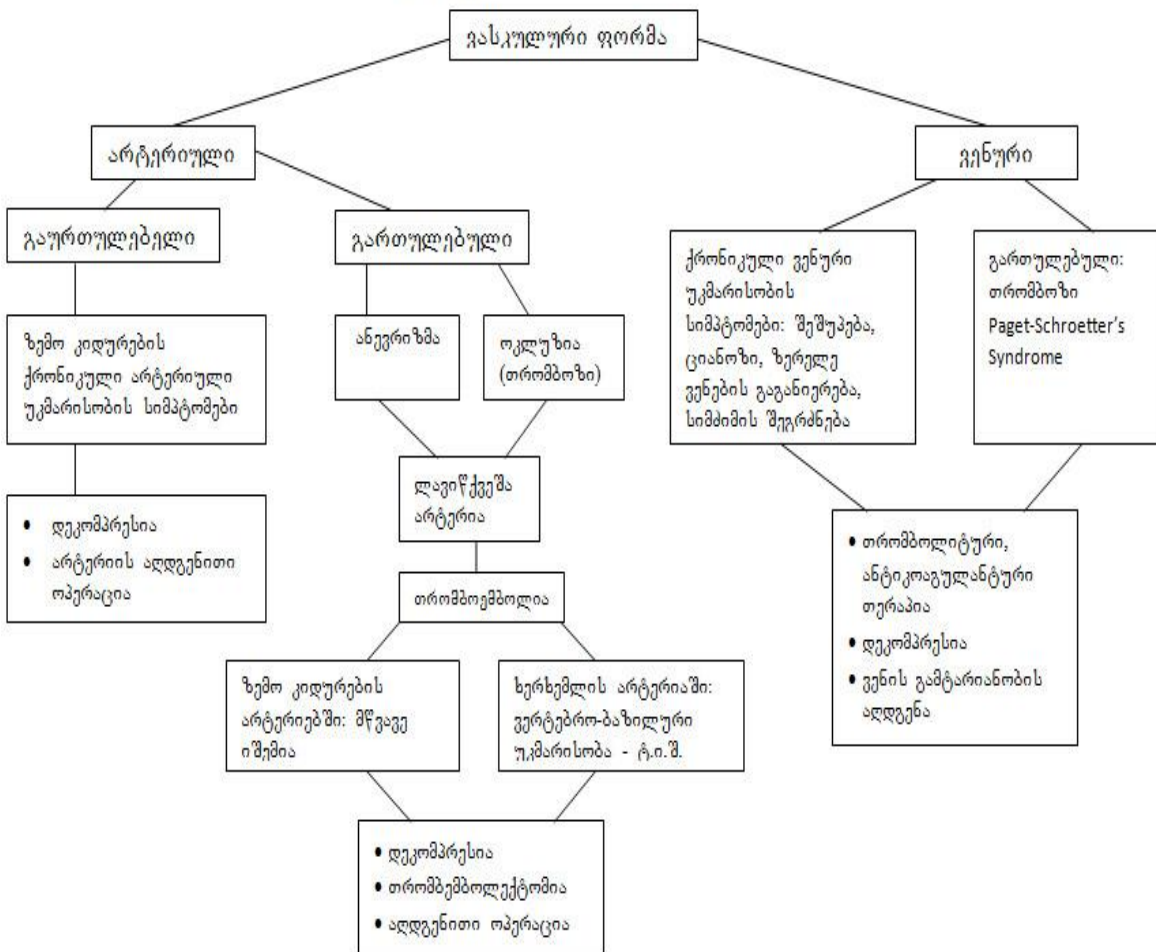 ვასკულური ფორმა
არტერიული
ვენური
გაურთულებელი
გართულებული
ზემო კიდურების
ქრონიკული არტერიული
უკმარისობის სიმპტომები
ანევრიზმა
ოკლუზია
(თრომბოზი)
ქრონიკული ვენური
უკმარისობის
სიმპტომები: შეშუპება,
ციანოზი, ზერელე
ვენების გაგანიერება,
სიმძიმის შეგრძნება
გართულებული:
თრომბოზი
Paget-Schroetter's
Syndrome
ლავიწქვეშა
არტერია
• დეკომპრესია
• არტერიის აღდგენითი
ოპერაცია
თრომბოემბოლია
• თრომბოლიტური,
ანტიკოაგულანტური
თერაპია
• დეკომპრესია
• ვენის გამტარიანობის
აღდგენა
ზემო კიდურების
არტერიებში: მწვავე
იშემია
ხერხემლის არტერიაში:
ვერტებრო-ბაზილური
უკმარისობა - ტ.ი.შ.
• დეკომპრესია
• თრომბემბოლექტომია
• აღდგენითი ოპერაცია